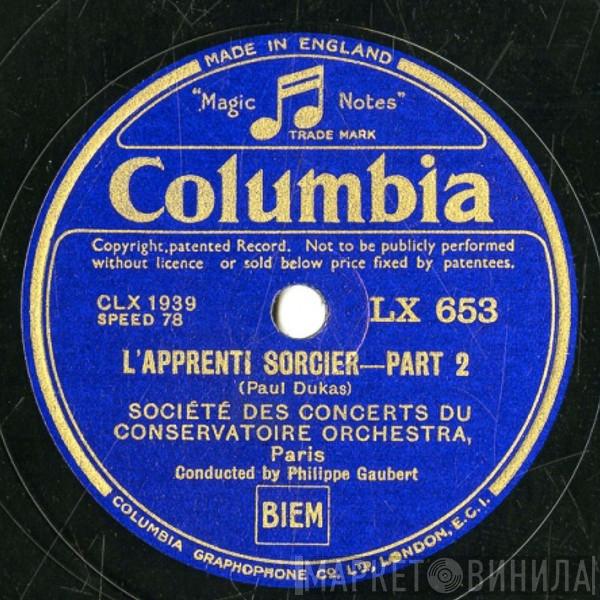 MADE IN ENGLAND
"Magic Notes"
TRADE MARK
Columbia
Copyright, patented Record. Not to be publicly performed
without licence or sold below price fixed by patentees.
CLX 1939
SPEED 78
LX 653
L'APPRENTI SORCIER—PART 2
(Paul Dukas)
SOCIÉTÉ DES CONCERTS DU
CONSERVATOIRE ORCHESTRA,
Paris
Conducted by Philippe Gaubert
BIEM
COLUMBIA GRAPHOPHONE CO. LTD, LONDON, E.C.1.
МАРКЕТ ВИНИЛА